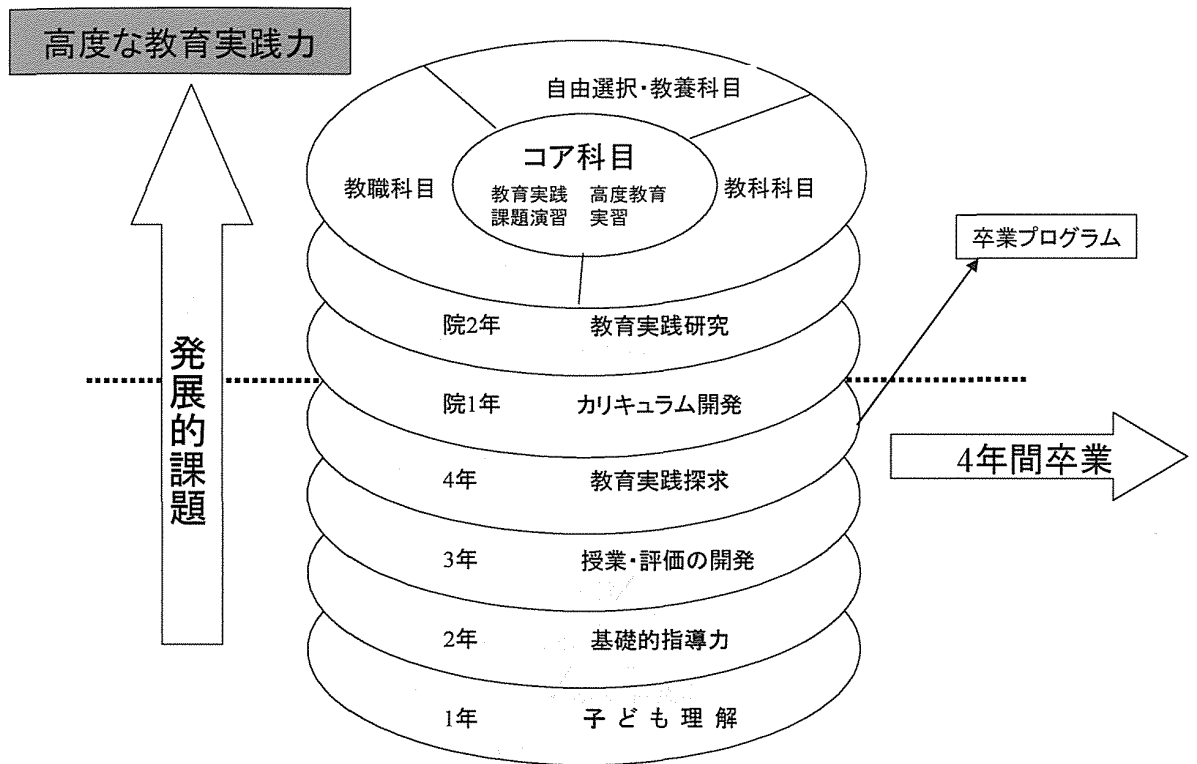 高度な教育実践力
自由選択・教養科目
コア科目
教職科目
教育実践 高度教育
課題演習 実習
教科科目
卒業プログラム
院2年 教育実践研究
発展的課題
院1年 カリキュラム開発
4年間卒業
4年 教育実践探求
3年 授業・評価の開発
2年 基礎的指導力
1年 子ども理解